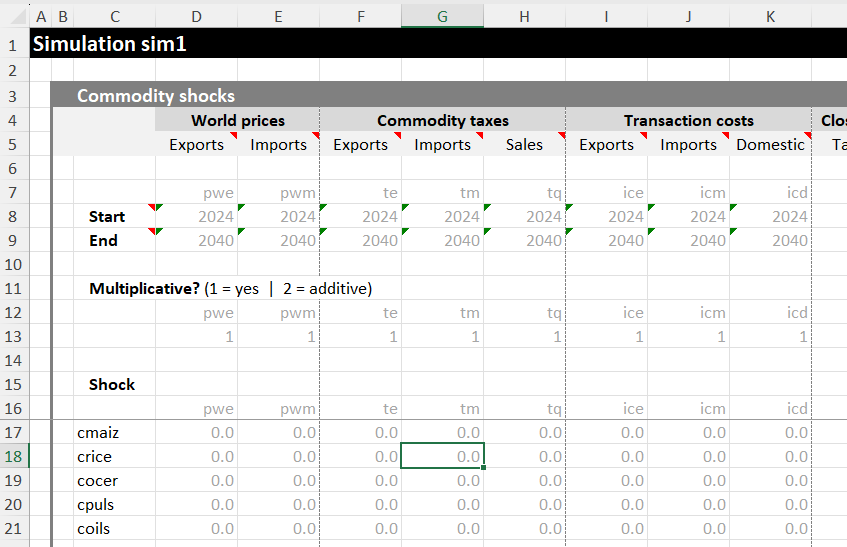 A B C D E F G H I J K
1 Simulation sim1
2
3 Commodity shocks
4 World prices Commodity taxes Transaction costs Clos
5 Exports Imports Exports Imports Sales Exports Imports Domestic Ta
6
7 pwe pwm te tm tq ice icm icd
8 Start 2024 2024 2024 2024 2024 2024 2024 2024
9 End 2040 2040 2040 2040 2040 2040 2040 2040
10
11 Multiplicative? (1 = yes | 2 = additive)
12 pwe pwm te tm tq ice icm icd
13 1 1 1 1 1 1 1 1
14
15 Shock
16 pwe pwm te tm tq ice icm icd
17 cmaiz 0.0 0.0 0.0 0.0 0.0 0.0 0.0 0.0
18 crice 0.0 0.0 0.0 0.0 0.0 0.0 0.0 0.0
19 cocer 0.0 0.0 0.0 0.0 0.0 0.0 0.0 0.0
20 cpuls 0.0 0.0 0.0 0.0 0.0 0.0 0.0 0.0
21 coils 0.0 0.0 0.0 0.0 0.0 0.0 0.0 0.0